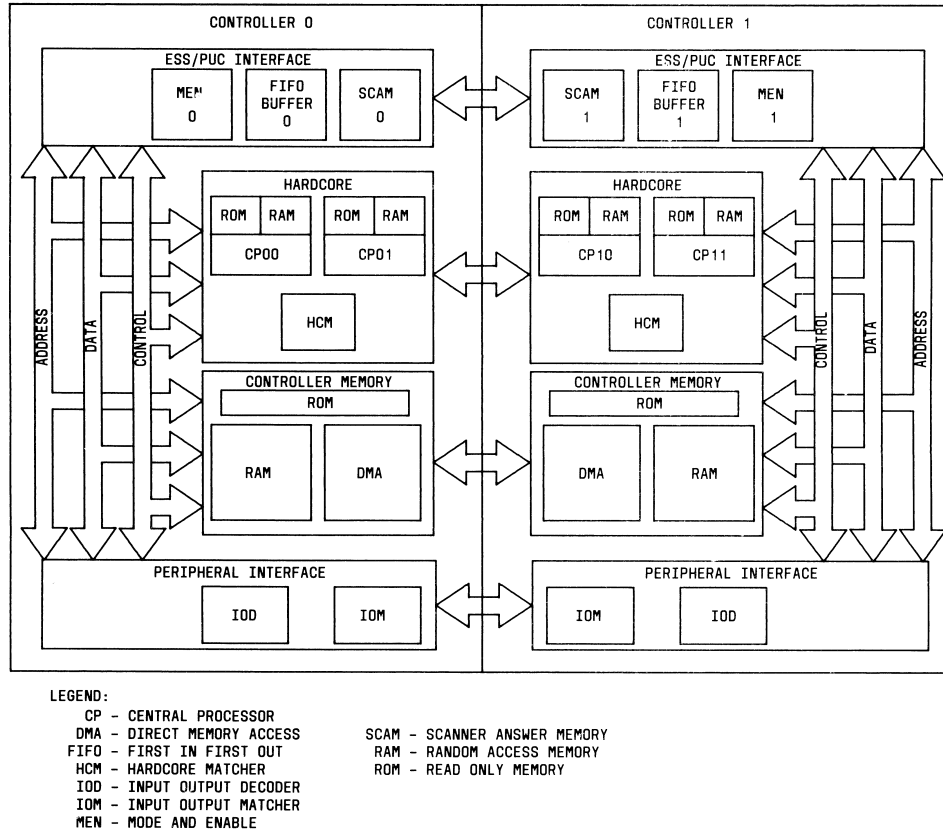 CONTROLLER 0
ESS/PUC INTERFACE
MEN
0
FIFO
BUFFER
0
SCAM
0
HARDCORE
ROM
RAM
CP00
ROM
RAM
CP01
HCM
ADDRESS
DATA
CONTROL
CONTROLLER MEMORY
ROM
RAM
DMA
PERIPHERAL INTERFACE
IOD
IOM
CONTROLLER 1
ESS/PUC INTERFACE
SCAM
1
FIFO
BUFFER
1
MEN
1
HARDCORE
ROM
RAM
CP10
ROM
RAM
CP11
HCM
CONTROL
DATA
ADDRESS
CONTROLLER MEMORY
ROM
DMA
RAM
PERIPHERAL INTERFACE
IOM
IOD
LEGEND:
CP - CENTRAL PROCESSOR
DMA - DIRECT MEMORY ACCESS
FIFO - FIRST IN FIRST OUT
HCM - HARDCORE MATCHER
IOD - INPUT OUTPUT DECODER
IOM - INPUT OUTPUT MATCHER
MEN - MODE AND ENABLE
SCAM - SCANNER ANSWER MEMORY
RAM - RANDOM ACCESS MEMORY
ROM - READ ONLY MEMORY